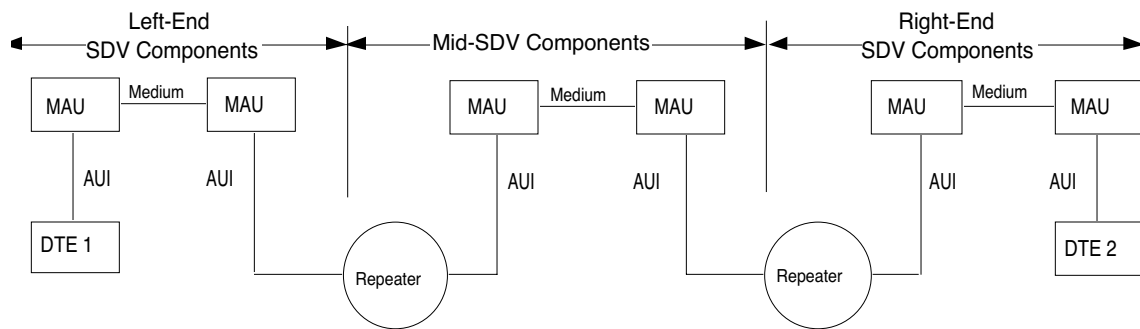 Left-End
SDV Components
Mid-SDV Components
Right-End
SDV Components
MAU
Medium
MAU
MAU
Medium
MAU
MAU
Medium
MAU
AUI
AUI
AUI
AUI
AUI
AUI
DTE 1
Repeater
Repeater
DTE 2